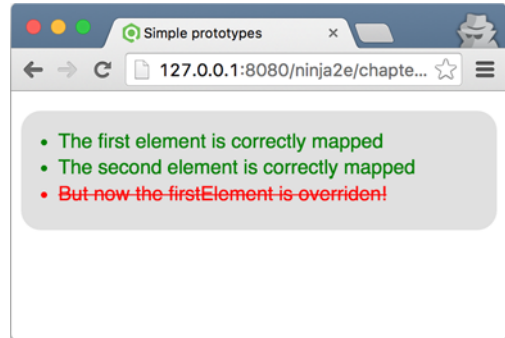 Simple prototypes
127.0.0.1:8080/ninja2e/chapte...
The first element is correctly mapped
The second element is correctly mapped
But now the firstElement is overriden!